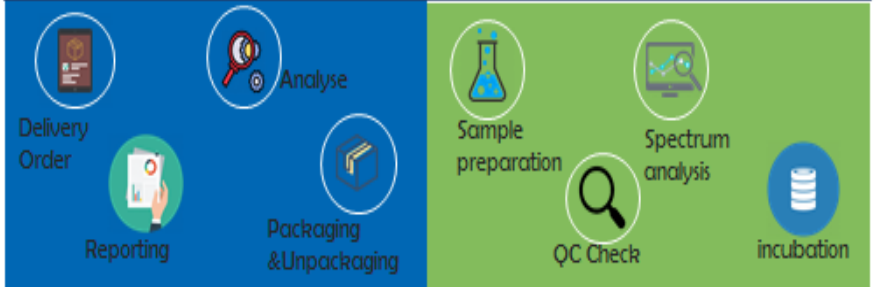 Analyse
Delivery
Order
Reporting
Packaging
&Unpackaging
Sample
preparation
Spectrum
analysis
QC Check
incubation